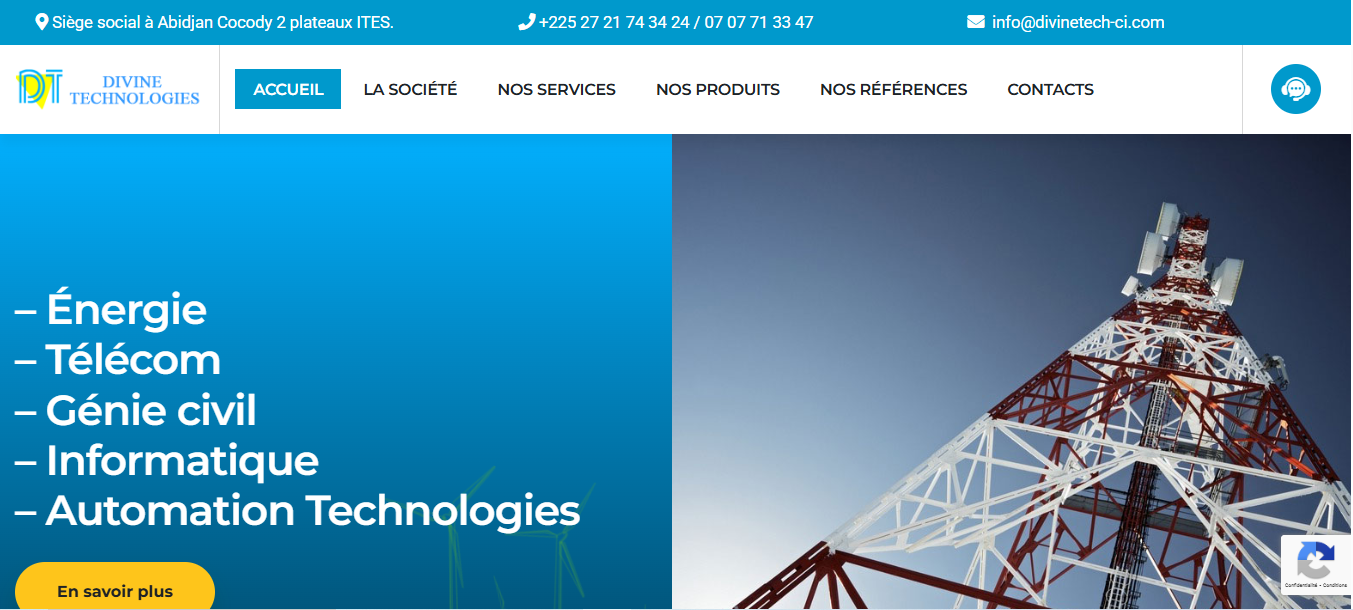 Siège social à Abidjan Cocody 2 plateaux ITES.
+225 27 21 74 34 24 / 07 07 71 33 47
info@divinetech-ci.com
DT
DIVINE
TECHNOLOGIES
ACCUEIL
LA SOCIÉTÉ
NOS SERVICES
NOS PRODUITS
NOS RÉFÉRENCES
CONTACTS
– Énergie
– Télécom
– Génie civil
– Informatique
– Automation Technologies
En savoir plus
Confidentialité - Conditions